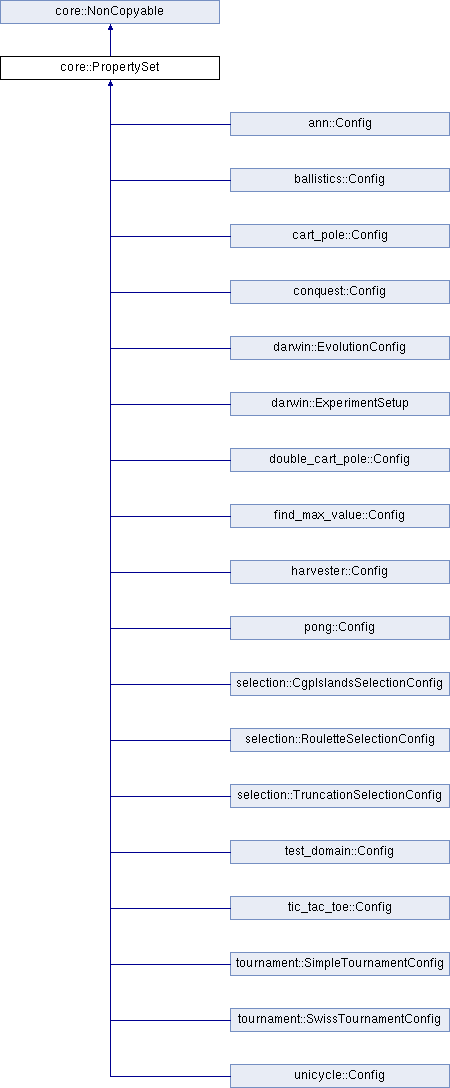 core::NonCopyable
core::PropertySet
ann::Config
ballistics::Config
cart_pole::Config
conquest::Config
darwin::EvolutionConfig
darwin::ExperimentSetup
double_cart_pole::Config
find_max_value::Config
harvester::Config
pong::Config
selection::CgpIslandsSelectionConfig
selection::RouletteSelectionConfig
selection::TruncationSelectionConfig
test_domain::Config
tic_tac_toe::Config
tournament::SimpleTournamentConfig
tournament::SwissTournamentConfig
unicycle::Config